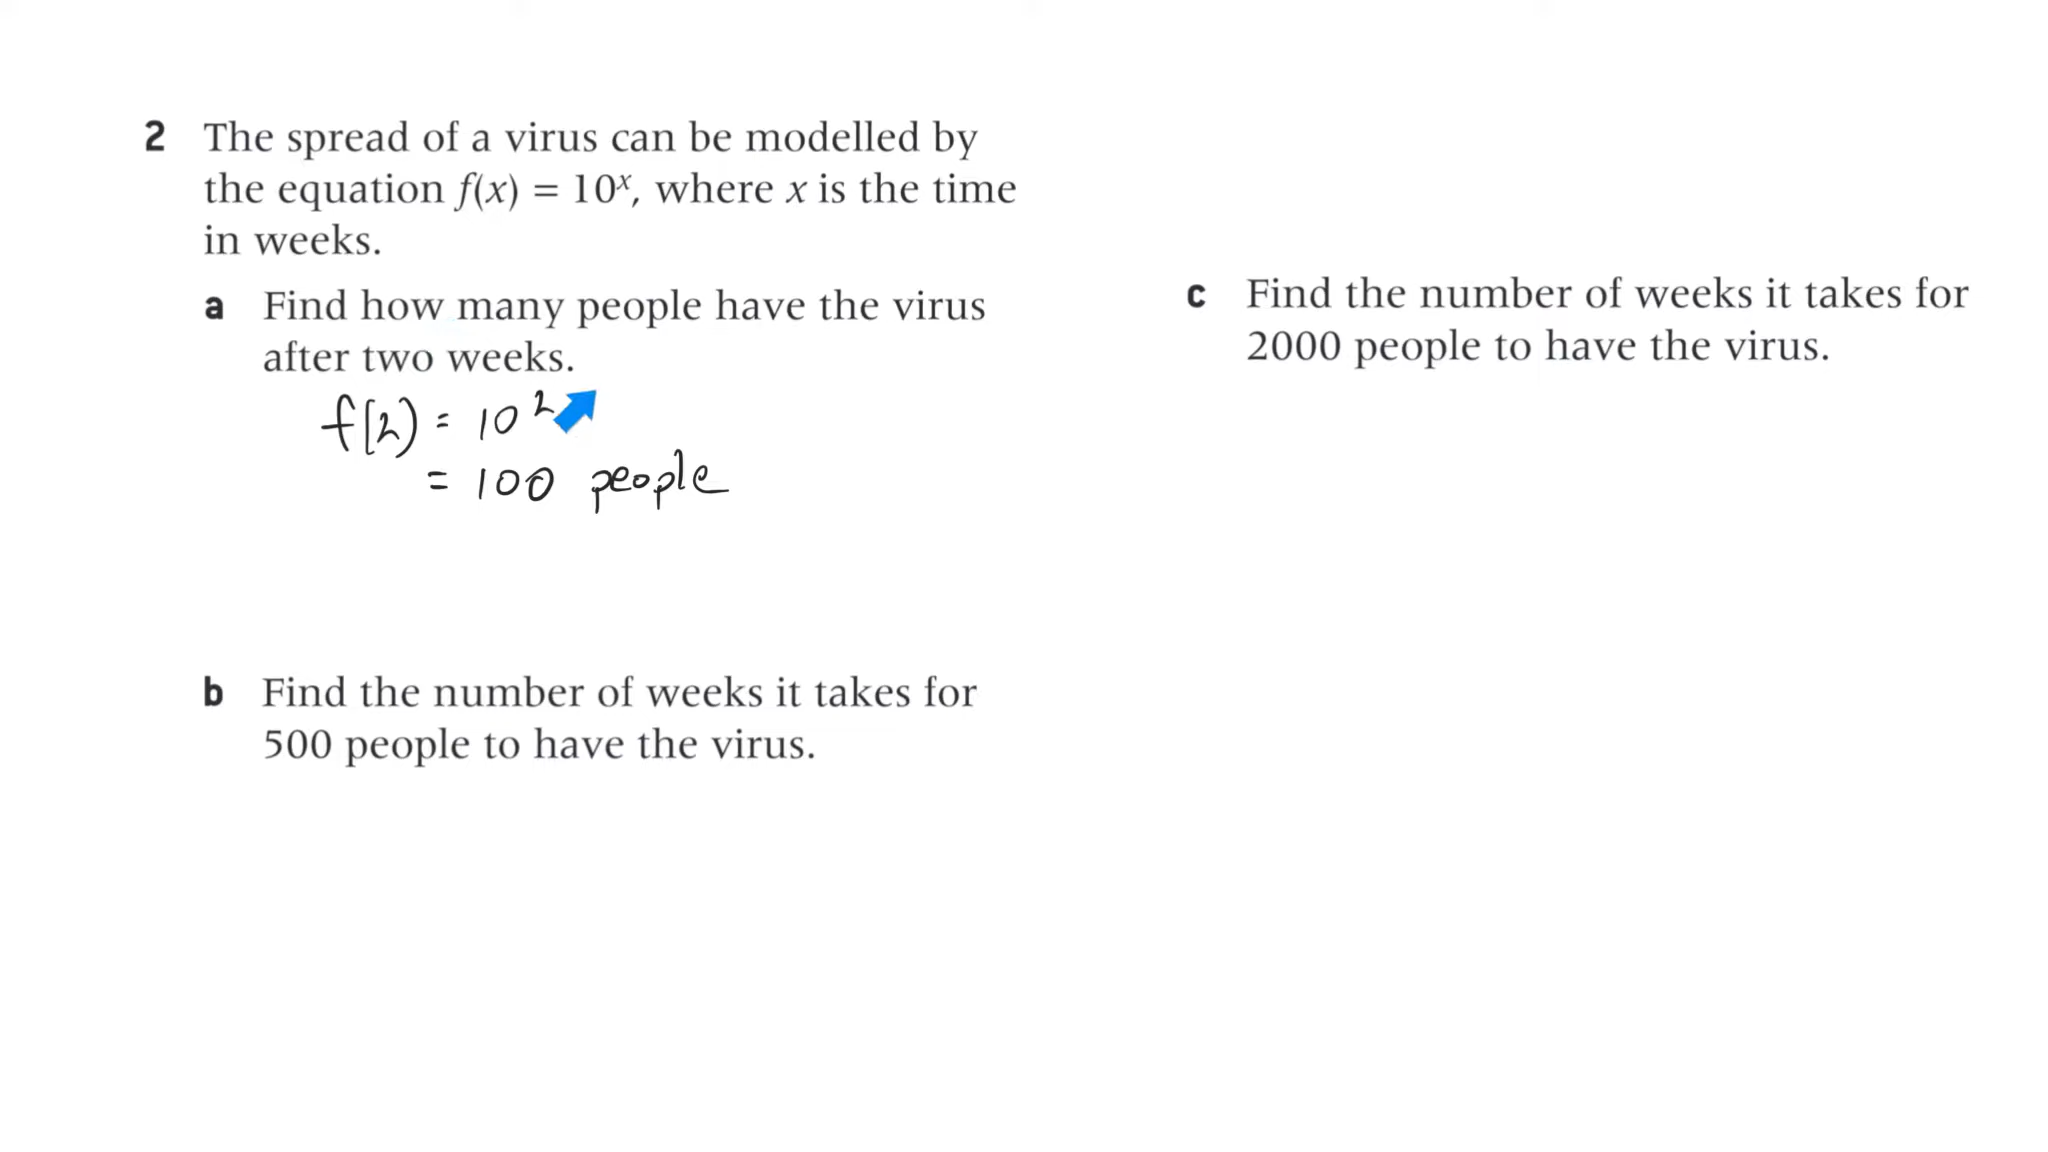 2 The spread of a virus can be modelled by
the equation f(x) = 10ˣ, where x is the time
in weeks.
a Find how many people have the virus
after two weeks.
f(2) = 10²
= 100 people
b Find the number of weeks it takes for
500 people to have the virus.
c Find the number of weeks it takes for
2000 people to have the virus.